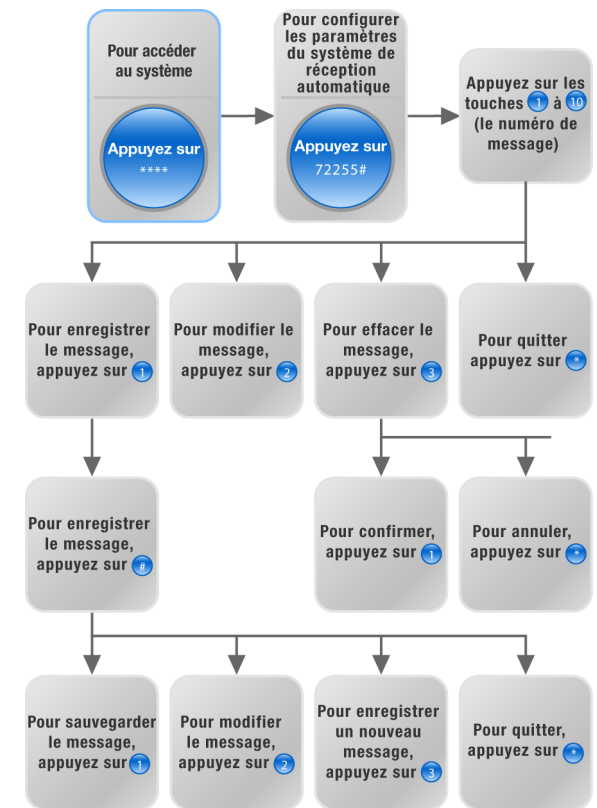 Pour accéder
au système
Appuyez sur
****
Pour configurer
les paramètres
du système de
réception
automatique
Appuyez sur
72255#
Appuyez sur les
touches 1 à 10
(le numéro de
message)
Pour enregistrer
le message,
appuyez sur 1
Pour modifier le
message,
appuyez sur 2
Pour effacer le
message,
appuyez sur 3
Pour quitter
appuyez sur *
Pour enregistrer
le message,
appuyez sur #
Pour confirmer,
appuyez sur 1
Pour annuler,
appuyez sur *
Pour sauvegarder
le message,
appuyez sur 1
Pour modifier
le message,
appuyez sur 2
Pour enregistrer
un nouveau
message,
appuyez sur 3
Pour quitter,
appuyez sur *